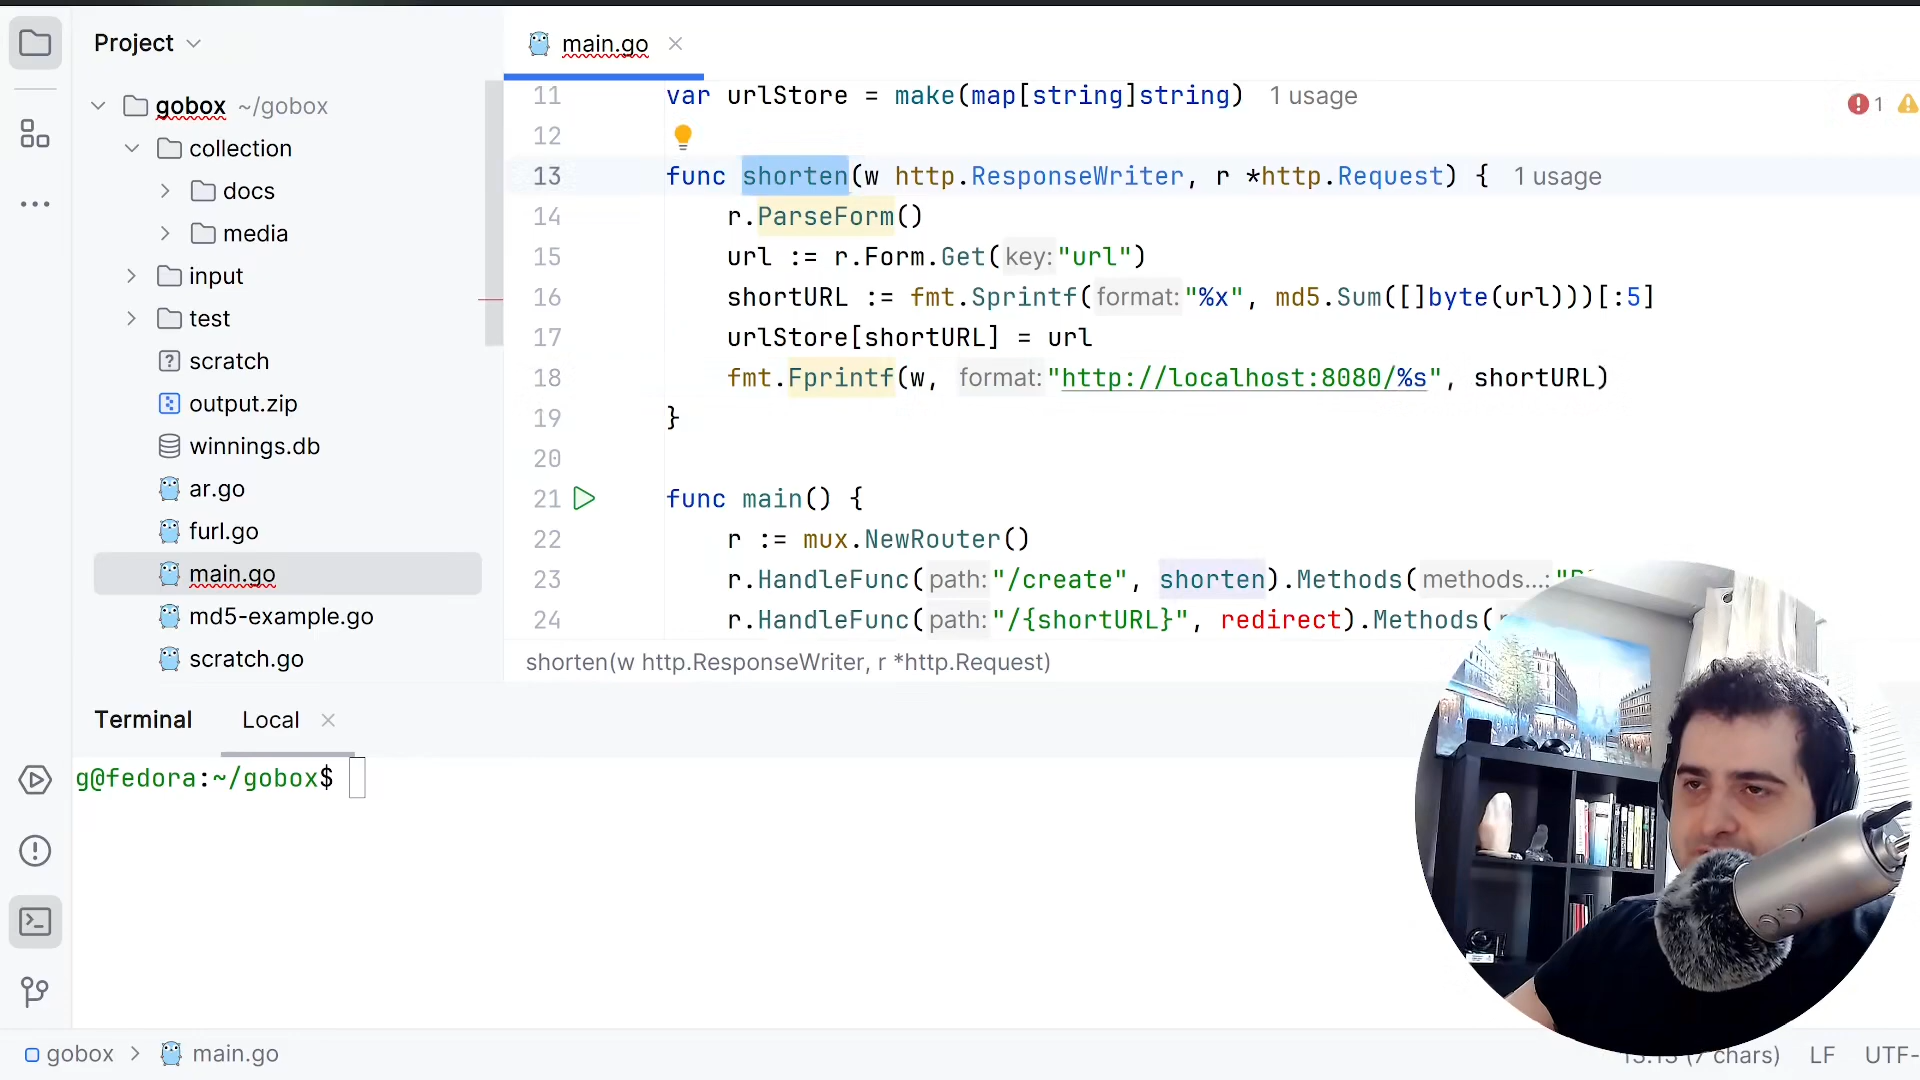 Project
main.go
gobox ~/gobox
collection
docs
media
input
test
scratch
output.zip
winnings.db
ar.go
furl.go
main.go
md5-example.go
scratch.go
11 var urlStore = make(map[string]string) 1 usage
12
13 func shorten(w http.ResponseWriter, r *http.Request) { 1 usage
14 r.ParseForm()
15 url := r.Form.Get( key: "url")
16 shortURL := fmt.Sprintf( format: "%x", md5.Sum([]byte(url)))[:5]
17 urlStore[shortURL] = url
18 fmt.Fprintf(w, format: "http://localhost:8080/%s", shortURL)
19 }
20
21 func main() {
22 r := mux.NewRouter()
23 r.HandleFunc( path: "/create", shorten).Methods( methods...:
24 r.HandleFunc( path: "/{shortURL}", redirect).Methods(
1
shorten(w http.ResponseWriter, r *http.Request)
Terminal Local
g@fedora:~/gobox$
gobox > main.go
(7 chars) LF UTF-